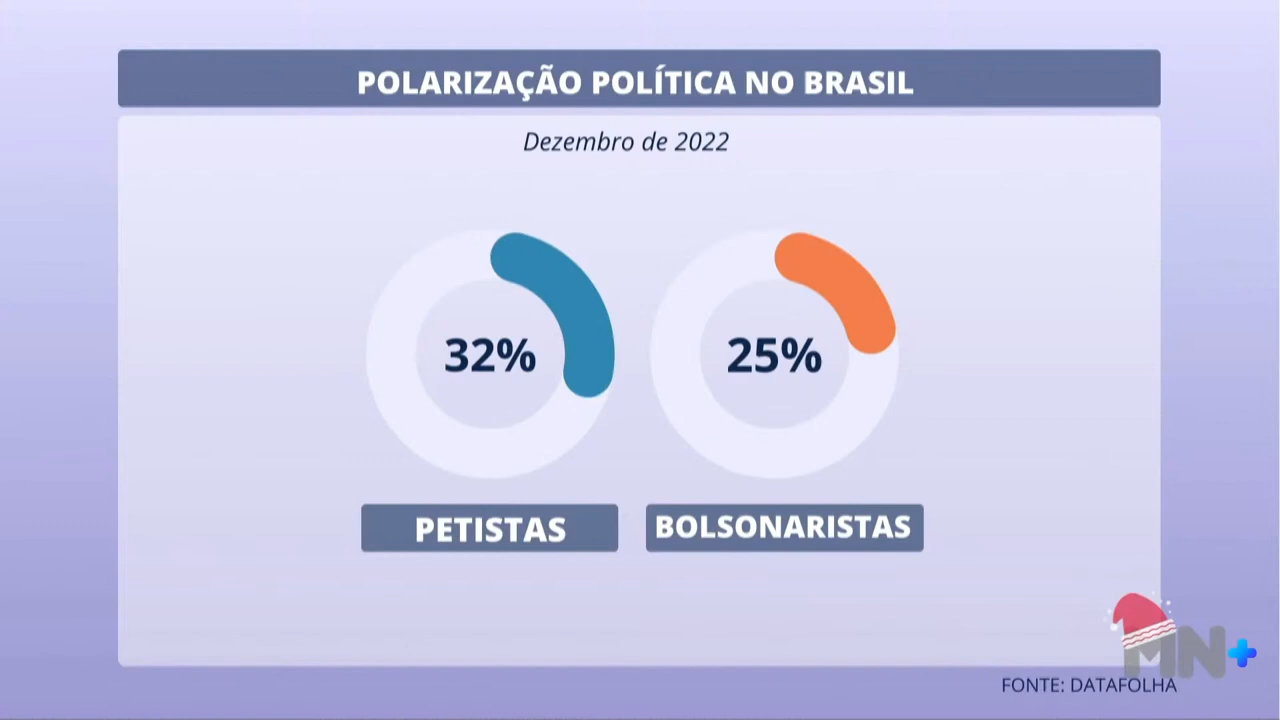 POLARIZAÇÃO POLÍTICA NO BRASIL
Dezembro de 2022
32%
25%
PETISTAS
BOLSONARISTAS
MN+
FONTE: DATAFOLHA